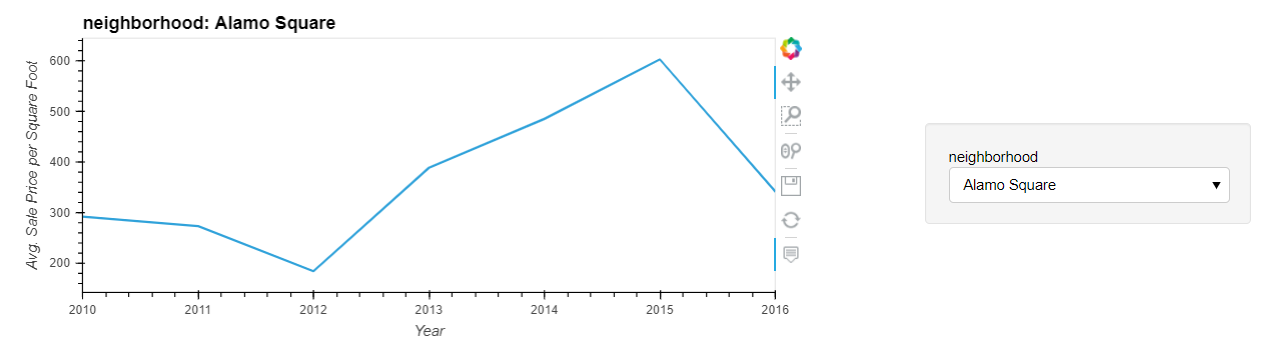 neighborhood: Alamo Square
600
500
400
300
200
Avg. Sale Price per Square Foot
2010 2011 2012 2013 2014 2015 2016
Year
neighborhood
Alamo Square